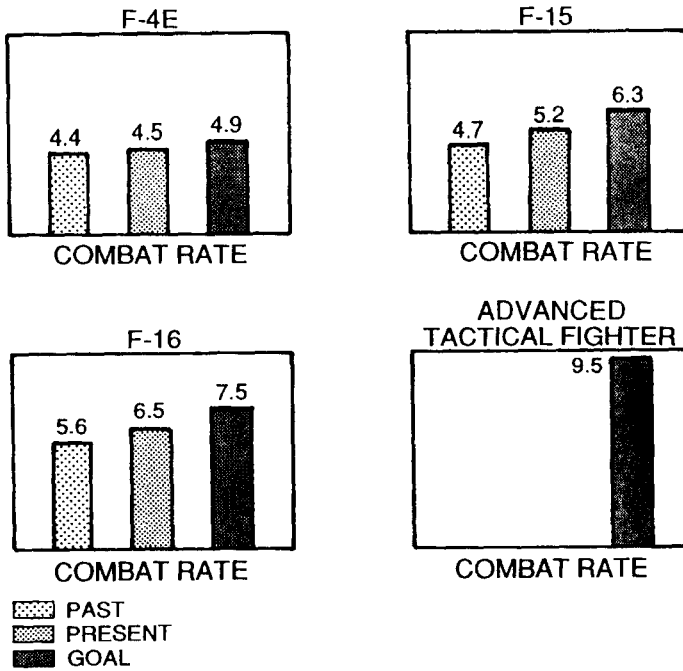 F-4E
4.4
4.5
4.9
COMBAT RATE
F-15
4.7
5.2
6.3
COMBAT RATE
F-16
5.6
6.5
7.5
COMBAT RATE
ADVANCED
TACTICAL FIGHTER
9.5
COMBAT RATE
PAST
PRESENT
GOAL